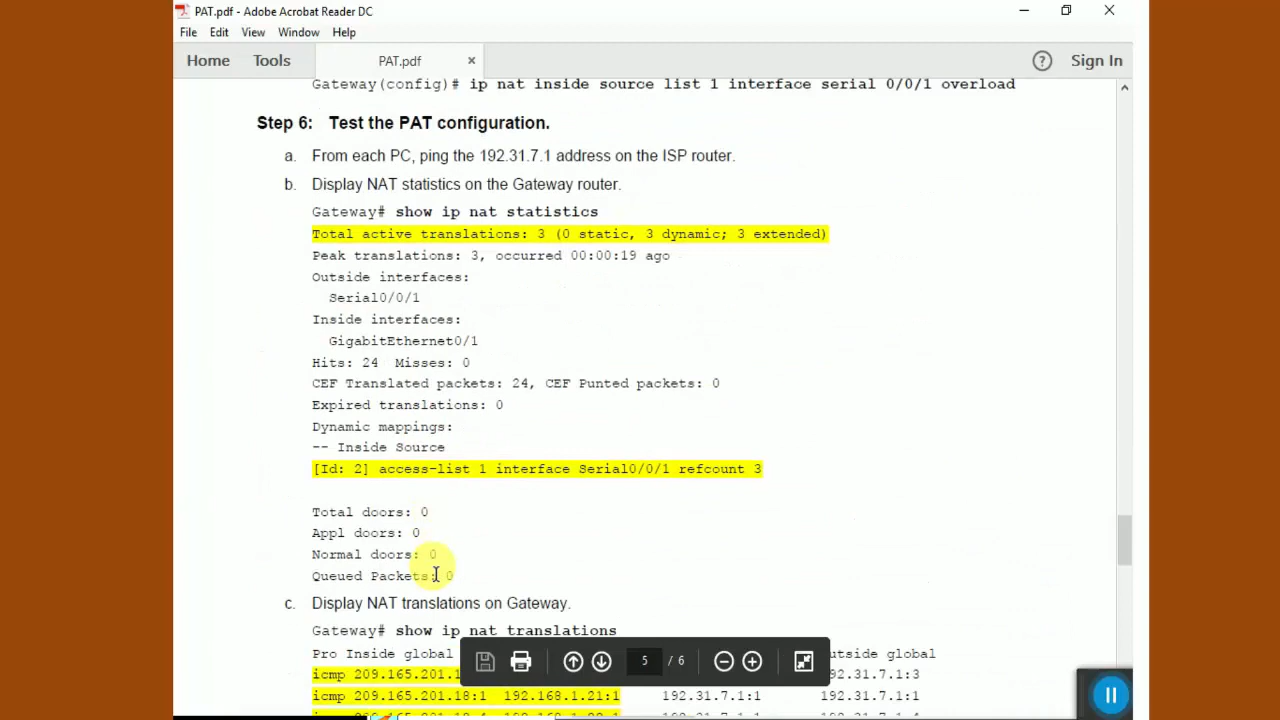 PAT.pdf - Adobe Acrobat Reader DC
File Edit View Window Help
Home Tools PAT.pdf × ? Sign In
Gateway(config)# ip nat inside source list 1 interface serial 0/0/1 overload
Step 6: Test the PAT configuration.
a. From each PC, ping the 192.31.7.1 address on the ISP router.
b. Display NAT statistics on the Gateway router.
Gateway# show ip nat statistics
Total active translations: 3 (0 static, 3 dynamic; 3 extended)
Peak translations: 3, occurred 00:00:19 ago
Outside interfaces:
Serial0/0/1
Inside interfaces:
GigabitEthernet0/1
Hits: 24 Misses: 0
CEF Translated packets: 24, CEF Punted packets: 0
Expired translations: 0
Dynamic mappings:
-- Inside Source
[Id: 2] access-list 1 interface Serial0/0/1 refcount 3
Total doors: 0
Appl doors: 0
Normal doors: 0
Queued Packets: 0
c. Display NAT translations on Gateway.
Gateway# show ip nat translations
Pro Inside global utside global
icmp 209.165.201.1 92.31.7.1:3
5 / 6
icmp 209.165.201.18:1 192.168.1.21:1 192.31.7.1:1 192.31.7.1:1